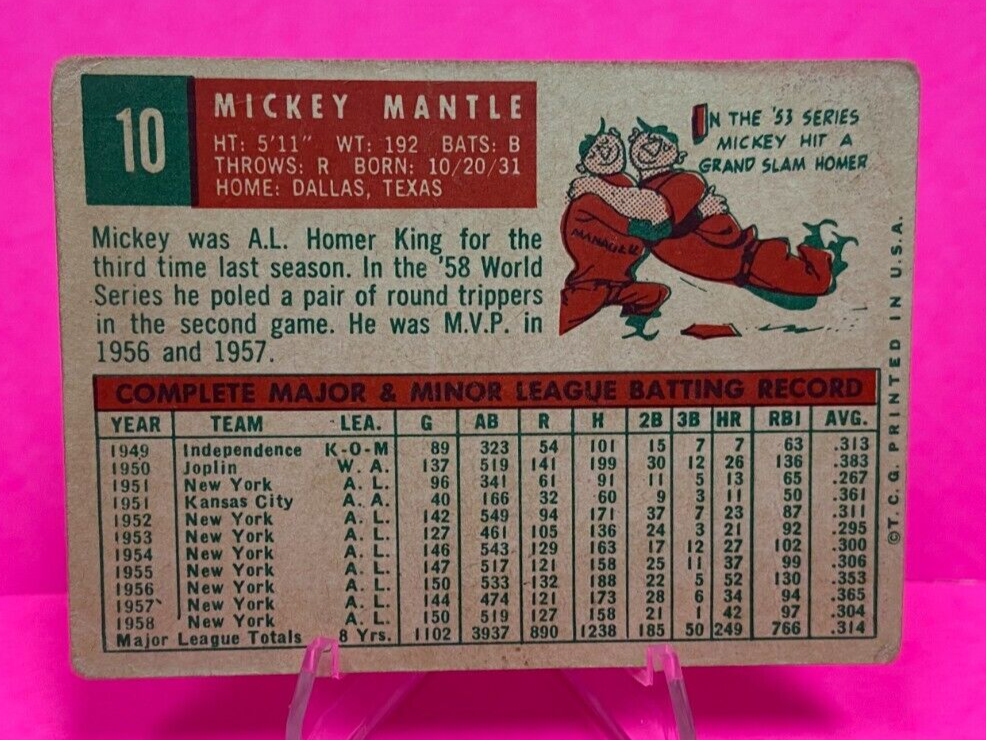 10
MICKEY MANTLE
HT: 5'11" WT: 192 BATS: B
THROWS: R BORN: 10/20/31
HOME: DALLAS, TEXAS
IN THE '53 SERIES
MICKEY HIT A
GRAND SLAM HOMER
MANAGER
Mickey was A.L. Homer King for the
third time last season. In the '58 World
Series he poled a pair of round trippers
in the second game. He was M.V.P. in
1956 and 1957.
COMPLETE MAJOR & MINOR LEAGUE BATTING RECORD
YEAR TEAM LEA. G AB R H 2B 3B HR RBI AVG.
1949 Independence K-O-M 89 323 54 101 15 7 7 63 .313
1950 Joplin W. A. 137 519 141 199 30 12 26 136 .383
1951 New York A. L. 96 341 61 91 11 5 13 65 .267
1951 Kansas City A. A. 40 166 32 60 9 3 11 50 .361
1952 New York A. L. 142 549 94 171 37 7 23 87 .311
1953 New York A. L. 127 461 105 136 24 3 21 92 .295
1954 New York A. L. 146 543 129 163 17 12 27 102 .300
1955 New York A. L. 147 517 121 158 25 11 37 99 .306
1956 New York A. L. 150 533 132 188 22 5 52 130 .353
1957 New York A. L. 144 474 121 173 28 6 34 94 .365
1958 New York A. L. 150 519 127 158 21 1 42 97 .304
Major League Totals 8 Yrs. 1102 3937 890 1238 185 50 249 766 .314
©T. C. G. PRINTED IN U.S.A.